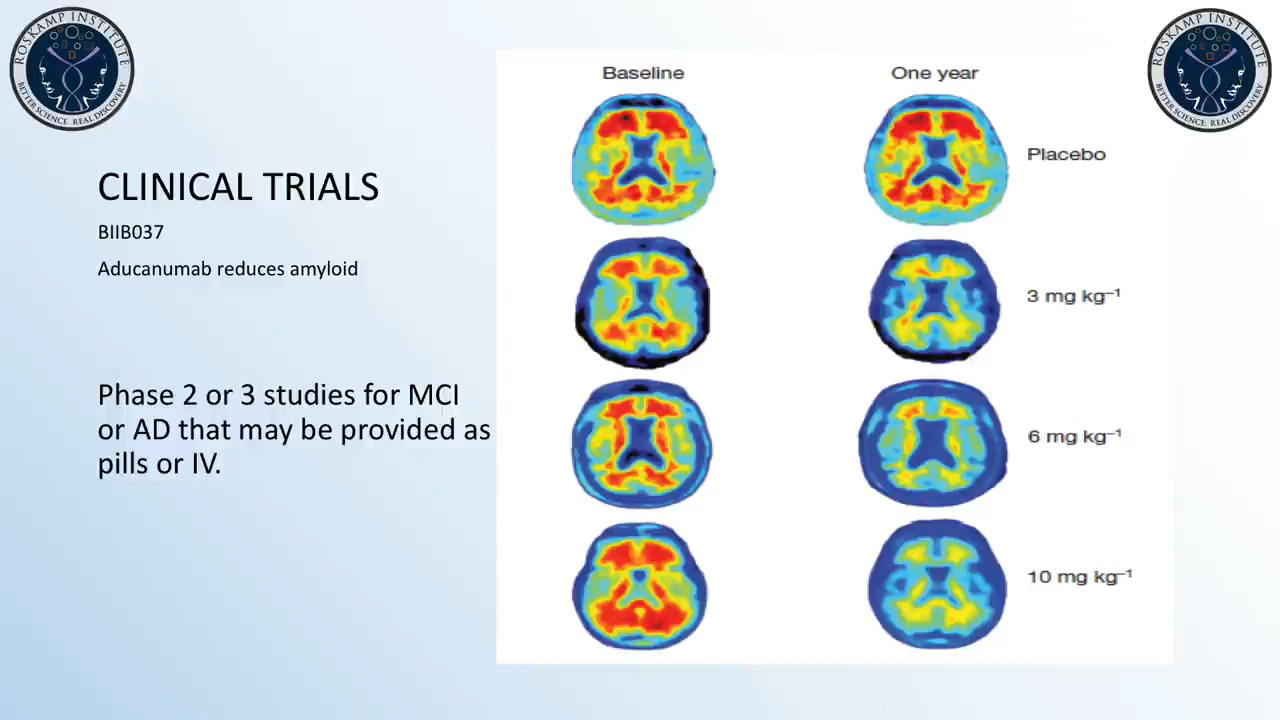 ROSKAMP INSTITUTE
BETTER SCIENCE. REAL DISCOVERY
ROSKAMP INSTITUTE
BETTER SCIENCE. REAL DISCOVERY
CLINICAL TRIALS
BIIB037
Aducanumab reduces amyloid
Phase 2 or 3 studies for MCI
or AD that may be provided as
pills or IV.
Baseline One year
Placebo
3 mg kg⁻¹
6 mg kg⁻¹
10 mg kg⁻¹